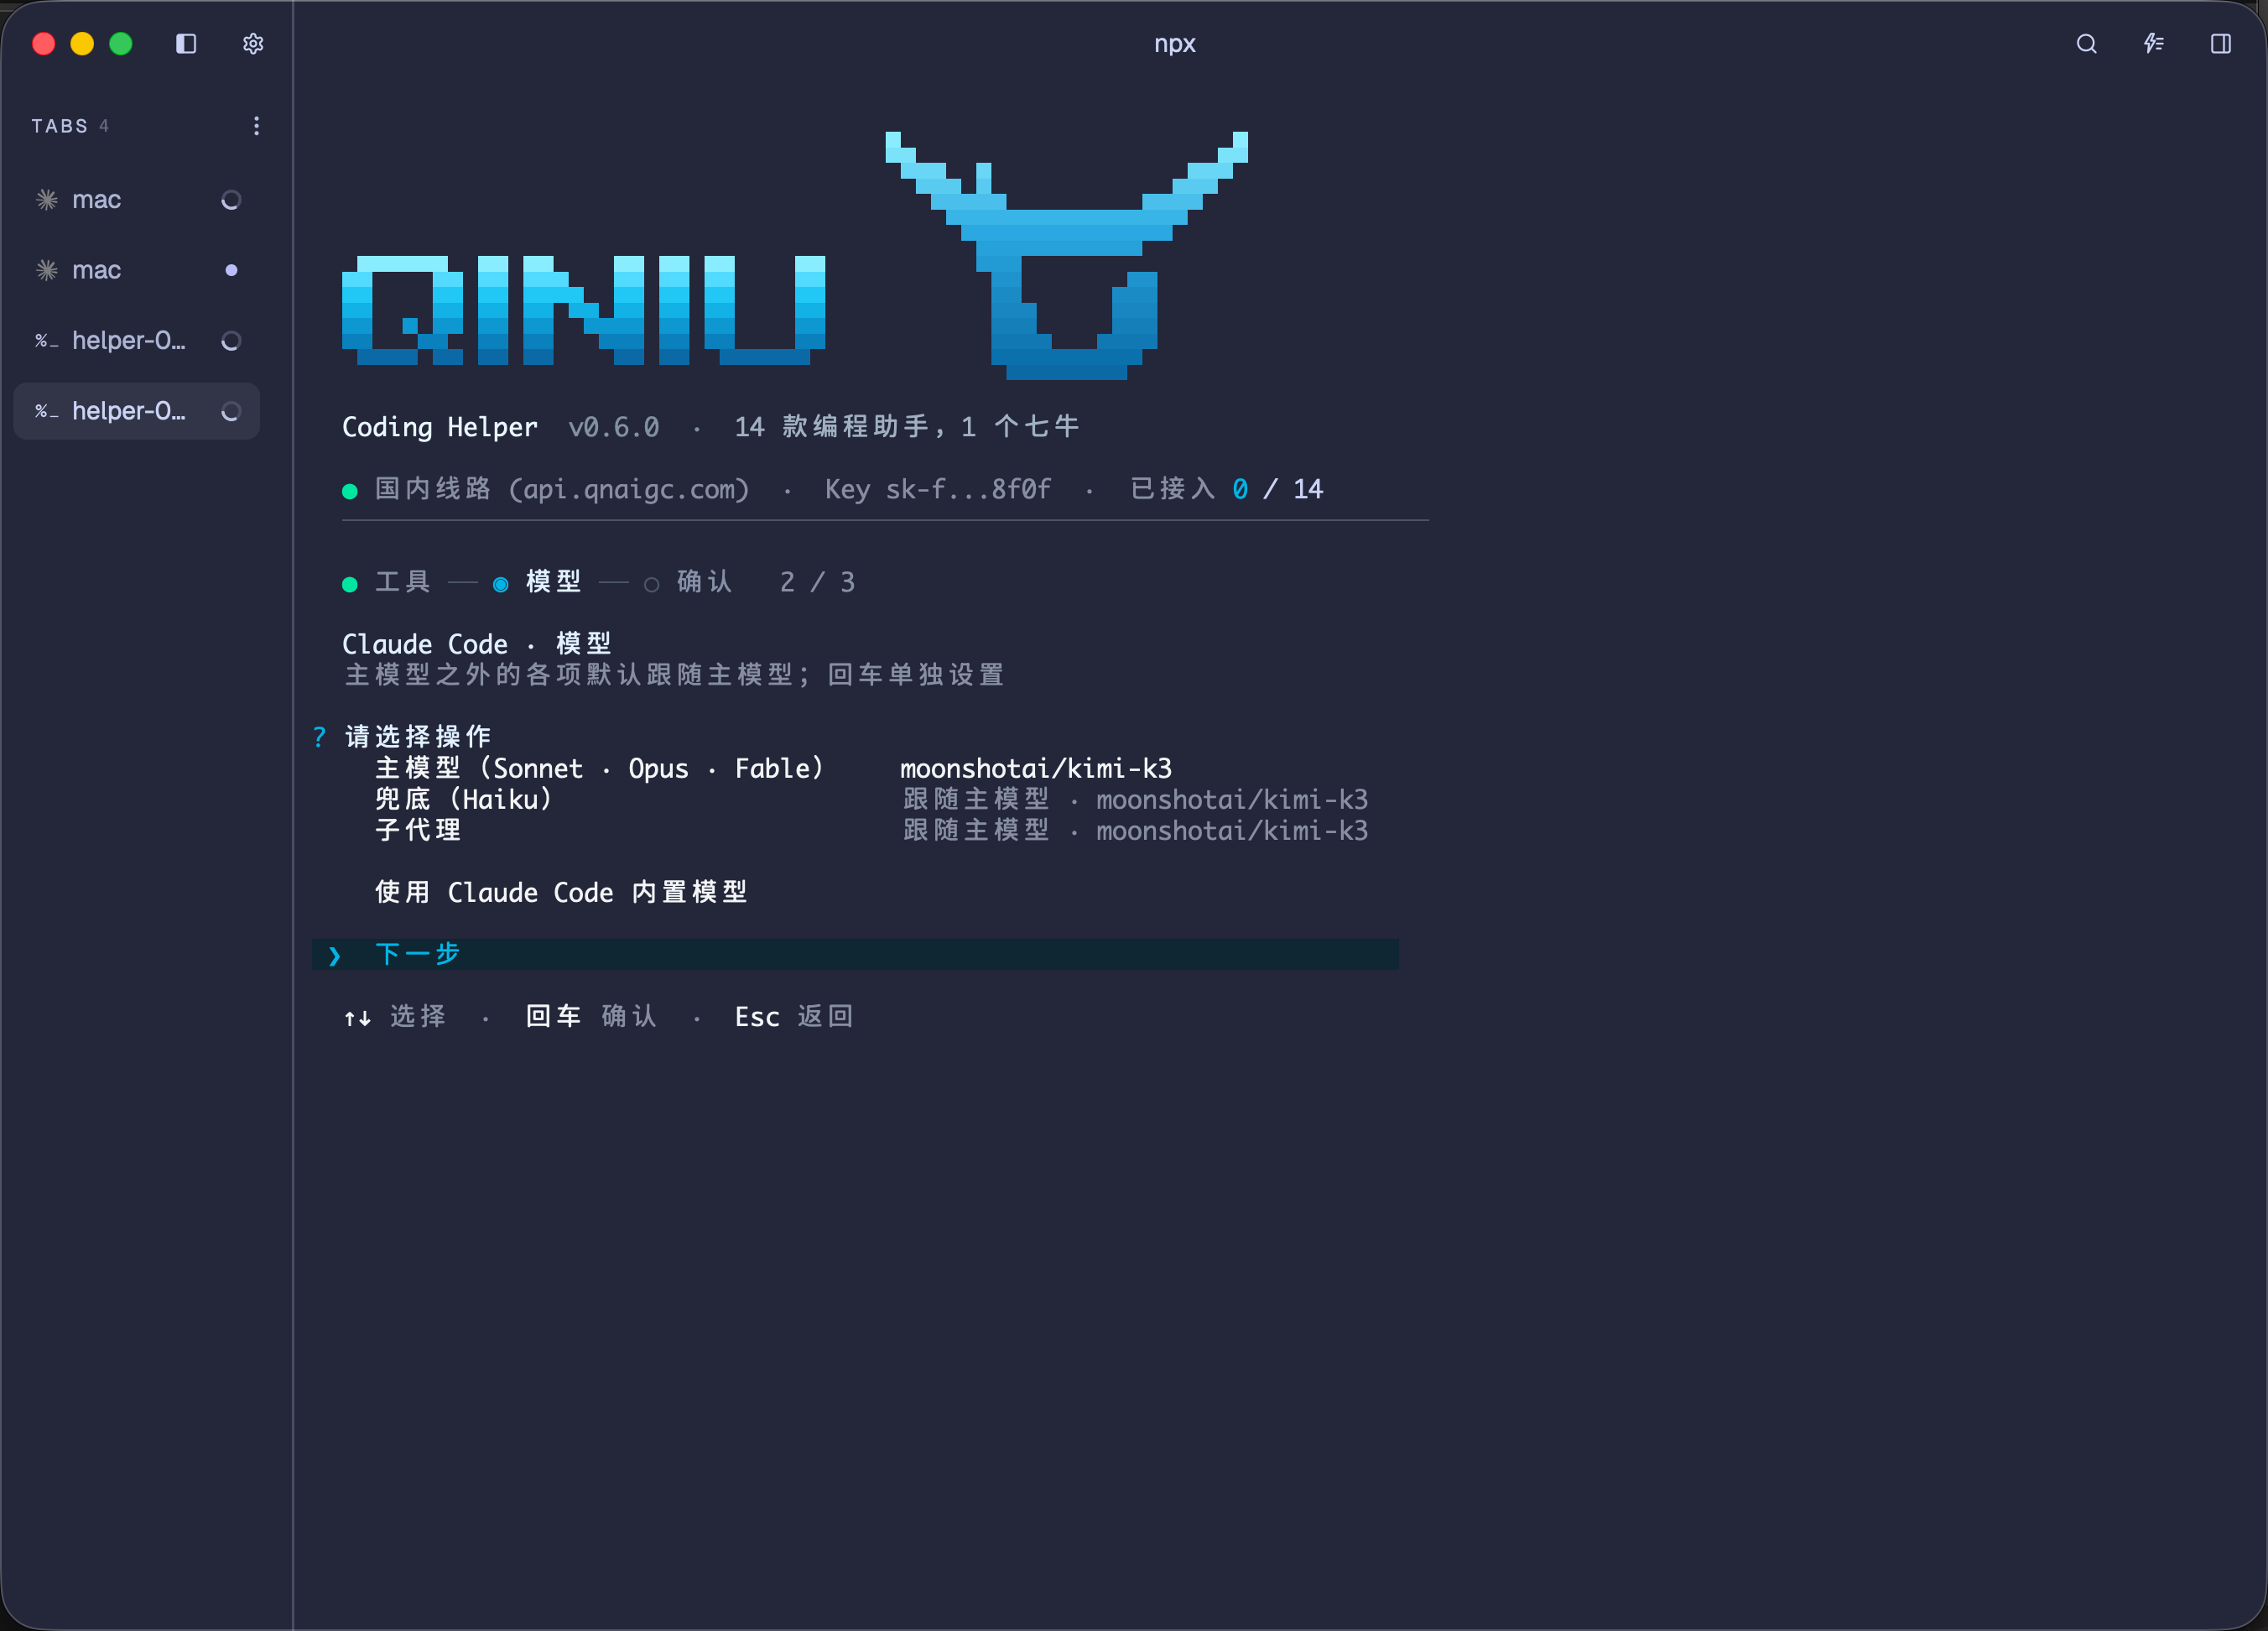 npx
TABS 4
mac
mac
%_ helper-0...
%_ helper-0...
QINIU
Coding Helper v0.6.0 · 14 款编程助手，1 个七牛
● 国内线路 (api.qnaigc.com) · Key sk-f...8f0f · 已接入 0 / 14
● 工具 — ◉ 模型 — ○ 确认 2 / 3
Claude Code · 模型
主模型之外的各项默认跟随主模型；回车单独设置
? 请选择操作
主模型（Sonnet · Opus · Fable） moonshotai/kimi-k3
兜底（Haiku） 跟随主模型 · moonshotai/kimi-k3
子代理 跟随主模型 · moonshotai/kimi-k3
使用 Claude Code 内置模型
❯ 下一步
↑↓ 选择 · 回车 确认 · Esc 返回